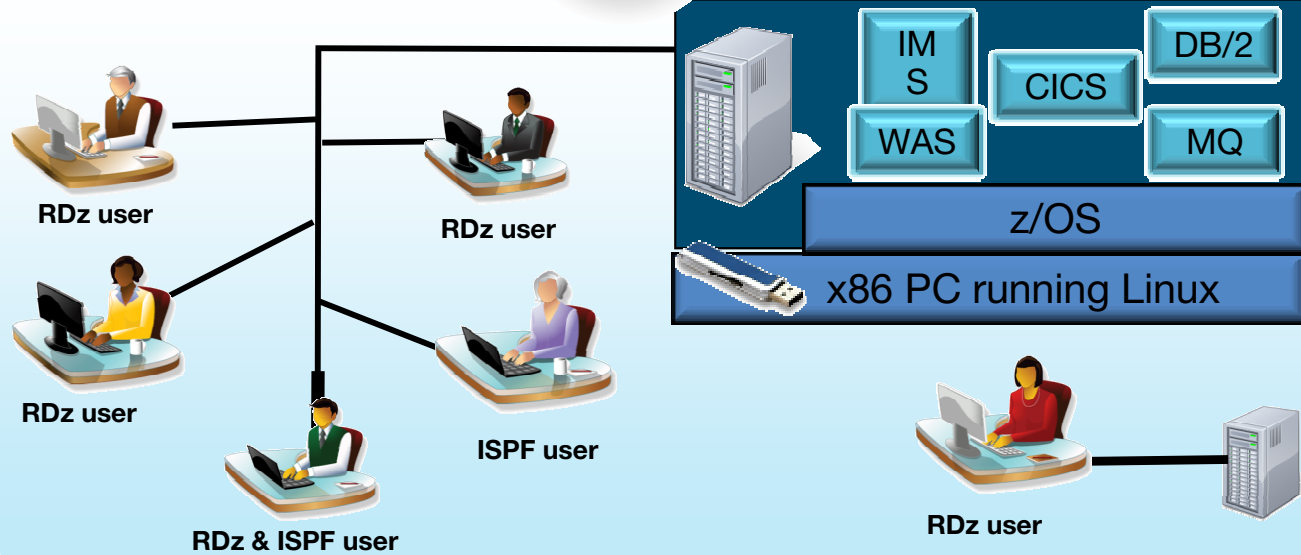 IM
S
DB/2
CICS
WAS
MQ
z/OS
x86 PC running Linux
RDz user
RDz user
RDz user
ISPF user
RDz & ISPF user
RDz user